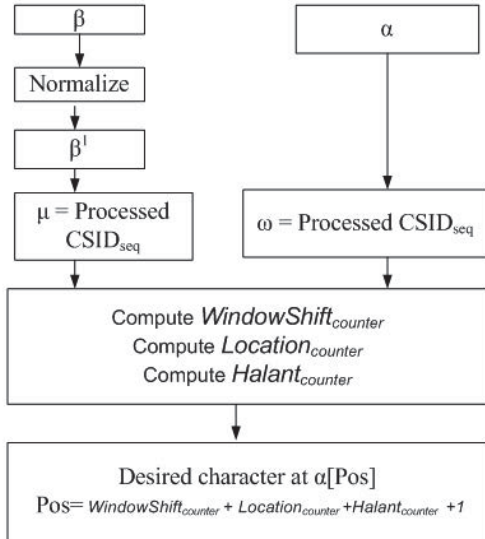 β
α
Normalize
β|
μ = Processed
CSIDseq
ω = Processed CSIDseq
Compute WindowShiftcounter
Compute Locationcounter
Compute Halantcounter
Desired character at α[Pos]
Pos= WindowShiftcounter + Locationcounter +Halantcounter +1